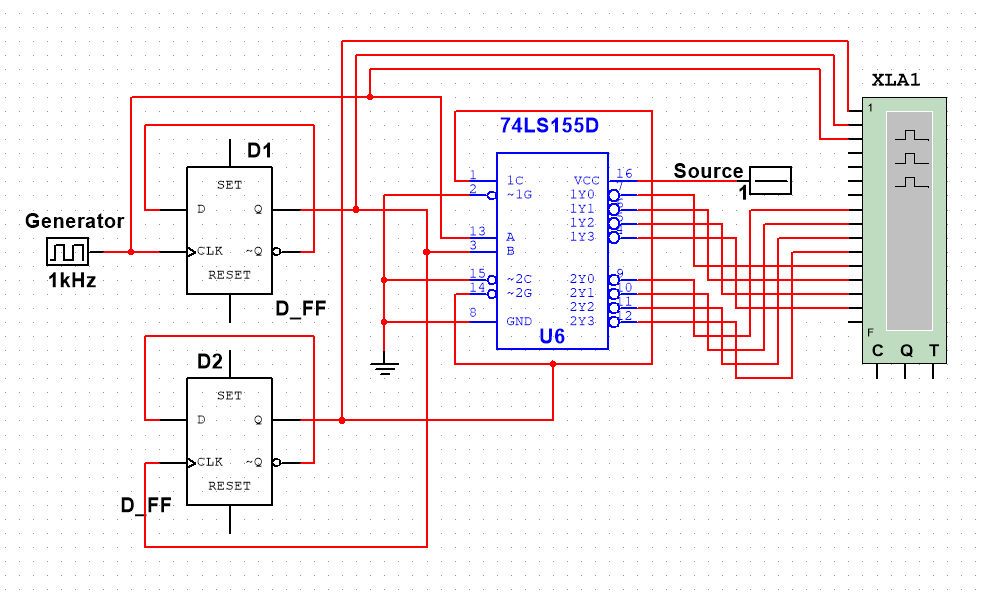 XLA1
1
74LS155D
D1
SET
D Q
CLK ~Q
RESET
D_FF
Generator
1kHz
1 1C VCC 16
2 ~1G 1Y0 7
1Y1 6
1Y2 5
13 A 1Y3 4
3 B
15 ~2C 2Y0 9
14 ~2G 2Y1 10
2Y2 11
8 GND 2Y3 12
U6
Source
1
F
C Q T
D2
SET
D Q
CLK ~Q
RESET
D_FF